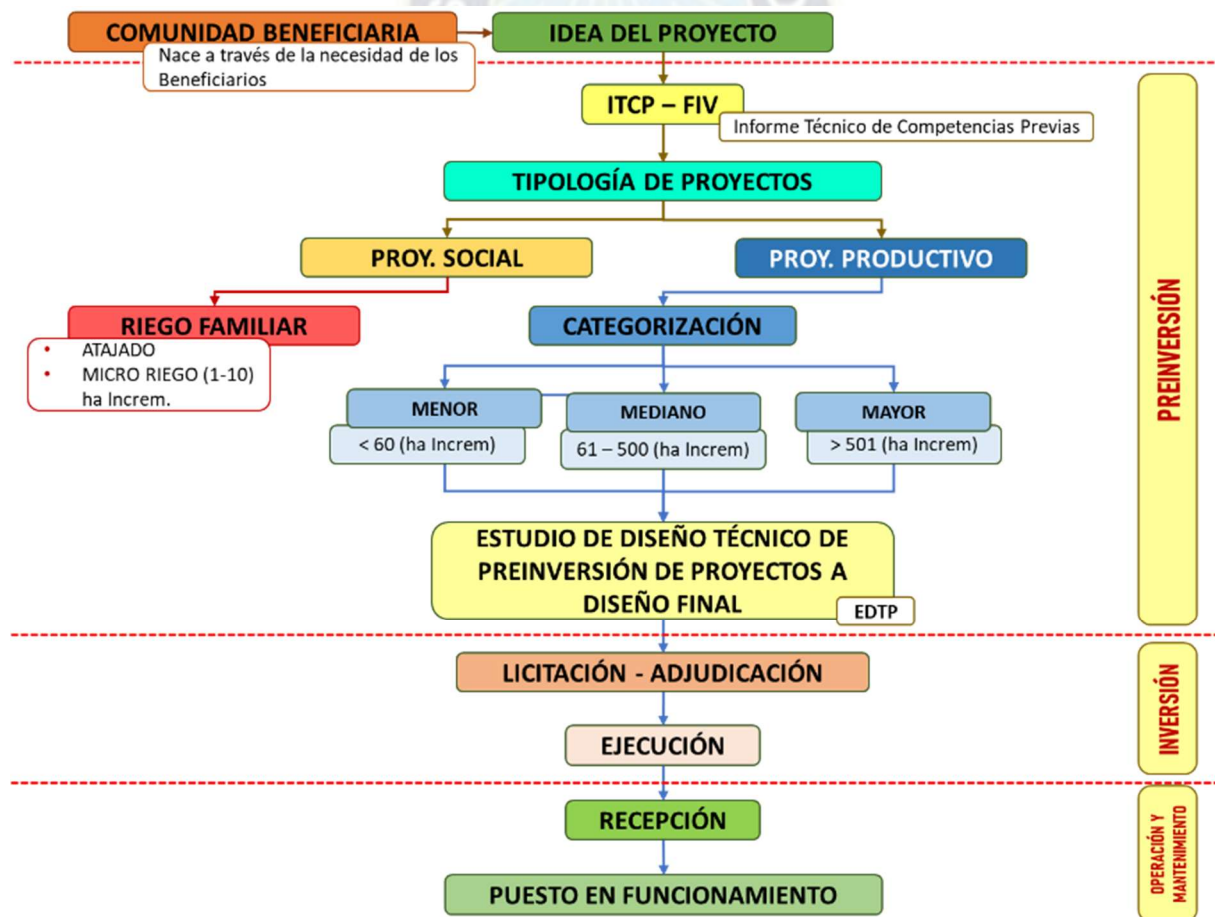 COMUNIDAD BENEFICIARIA
IDEA DEL PROYECTO
Nace a través de la necesidad de los
Beneficiarios
ITCP – FIV
Informe Técnico de Competencias Previas
TIPOLOGÍA DE PROYECTOS
PROY. SOCIAL
PROY. PRODUCTIVO
RIEGO FAMILIAR
• ATAJADO
• MICRO RIEGO (1-10)
ha Increm.
CATEGORIZACIÓN
MENOR
< 60 (ha Increm)
MEDIANO
61 – 500 (ha Increm)
MAYOR
> 501 (ha Increm)
ESTUDIO DE DISEÑO TÉCNICO DE
PREINVERSIÓN DE PROYECTOS A
DISEÑO FINAL
EDTP
PREINVERSIÓN
LICITACIÓN - ADJUDICACIÓN
EJECUCIÓN
INVERSIÓN
RECEPCIÓN
PUESTO EN FUNCIONAMIENTO
OPERACIÓN Y
MANTENIMIENTO